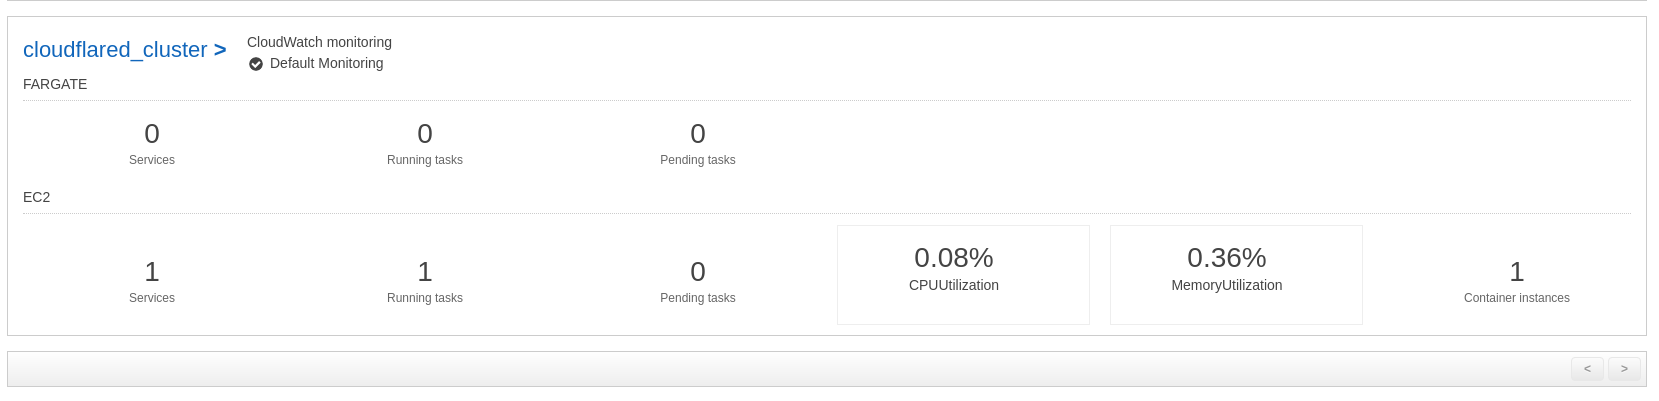 cloudflared_cluster >
CloudWatch monitoring
Default Monitoring
FARGATE
0 0 0
Services Running tasks Pending tasks
EC2
1 1 0 0.08% 0.36% 1
Services Running tasks Pending tasks CPUUtilization MemoryUtilization Container instances
< >